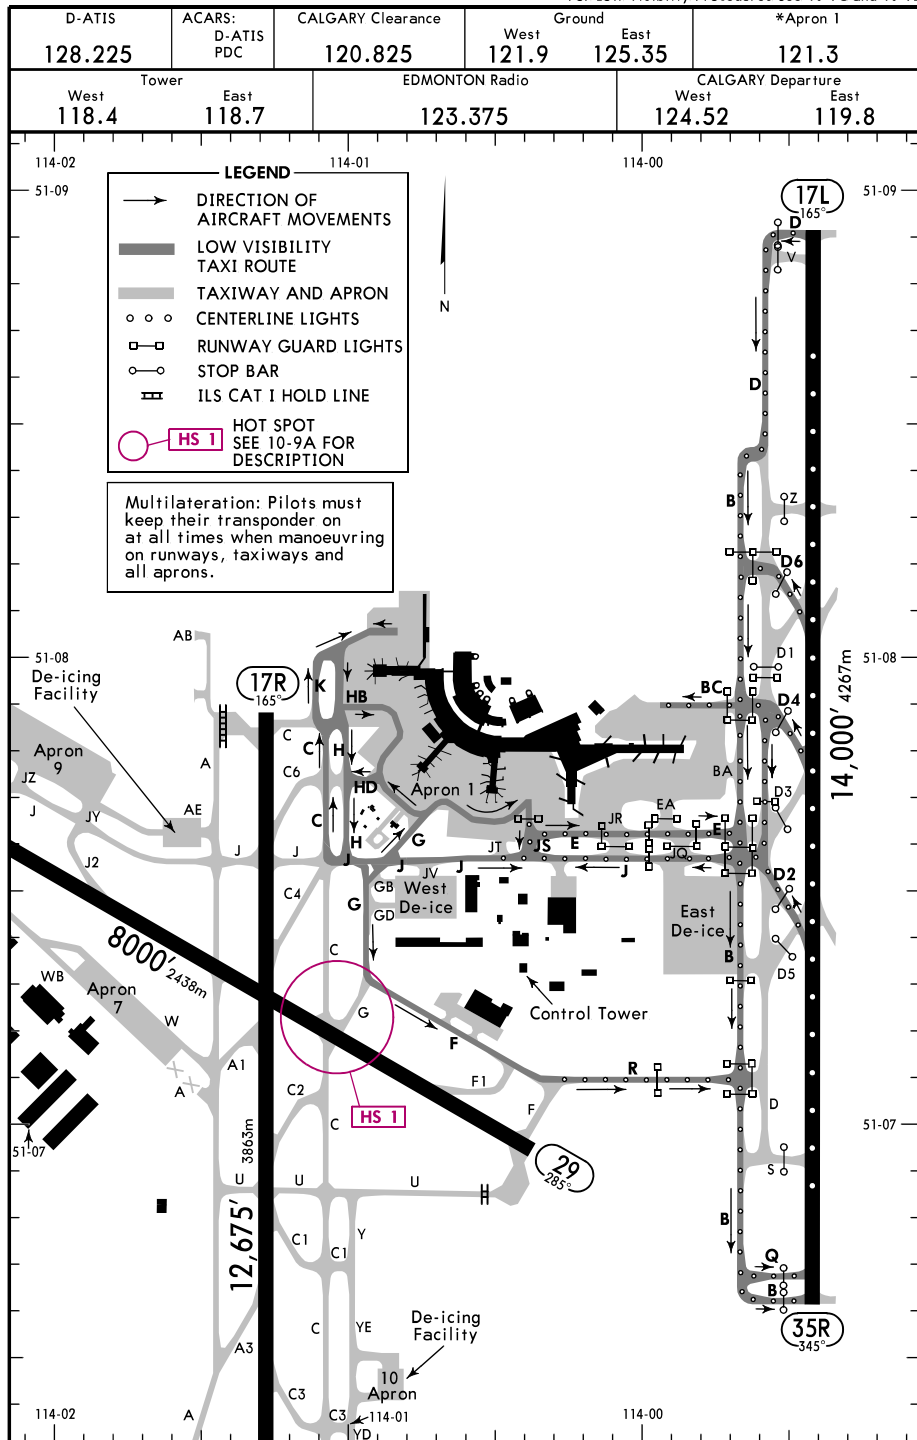 D-ATIS
128.225
ACARS:
D-ATIS
PDC
CALGARY Clearance
120.825
Ground
West
121.9
East
125.35
*Apron 1
121.3
Tower
West
118.4
East
118.7
EDMONTON Radio
123.375
CALGARY Departure
West
124.52
East
119.8
114-02
114-01
114-00
51-09
51-09
LEGEND
DIRECTION OF
AIRCRAFT MOVEMENTS
LOW VISIBILITY
TAXI ROUTE
TAXIWAY AND APRON
CENTERLINE LIGHTS
RUNWAY GUARD LIGHTS
STOP BAR
ILS CAT I HOLD LINE
HS 1
HOT SPOT
SEE 10-9A FOR
DESCRIPTION
N
17L
165°
D
V
D
Multilateration: Pilots must
keep their transponder on
at all times when manoeuvring
on runways, taxiways and
all aprons.
B
Z
D6
AB
51-08
51-08
De-icing
Facility
17R
165°
K
HB
D1
BC
D4
C
C
H
Apron
9
A
C6
HD
Apron 1
BA
14,000' 4267m
JZ
J
JY
AE
C
H
G
D3
JR
EA
E
E
JS
JT
JQ
J2
J
J
J
J
J
J
JV
GB
West
De-ice
GD
G
C4
D2
East
De-ice
B
D5
8000' 2438m
C
WB
Apron
7
W
G
F
Control Tower
A1
A
C2
F1
R
F
HS 1
C
D
3863m
51-07
51-07
29
285°
U
U
U
S
12,675'
C1
C1
Y
B
Q
B
C
YE
De-icing
Facility
35R
345°
A3
10
Apron
C3
C3
A
114-01
YD
114-02
114-00